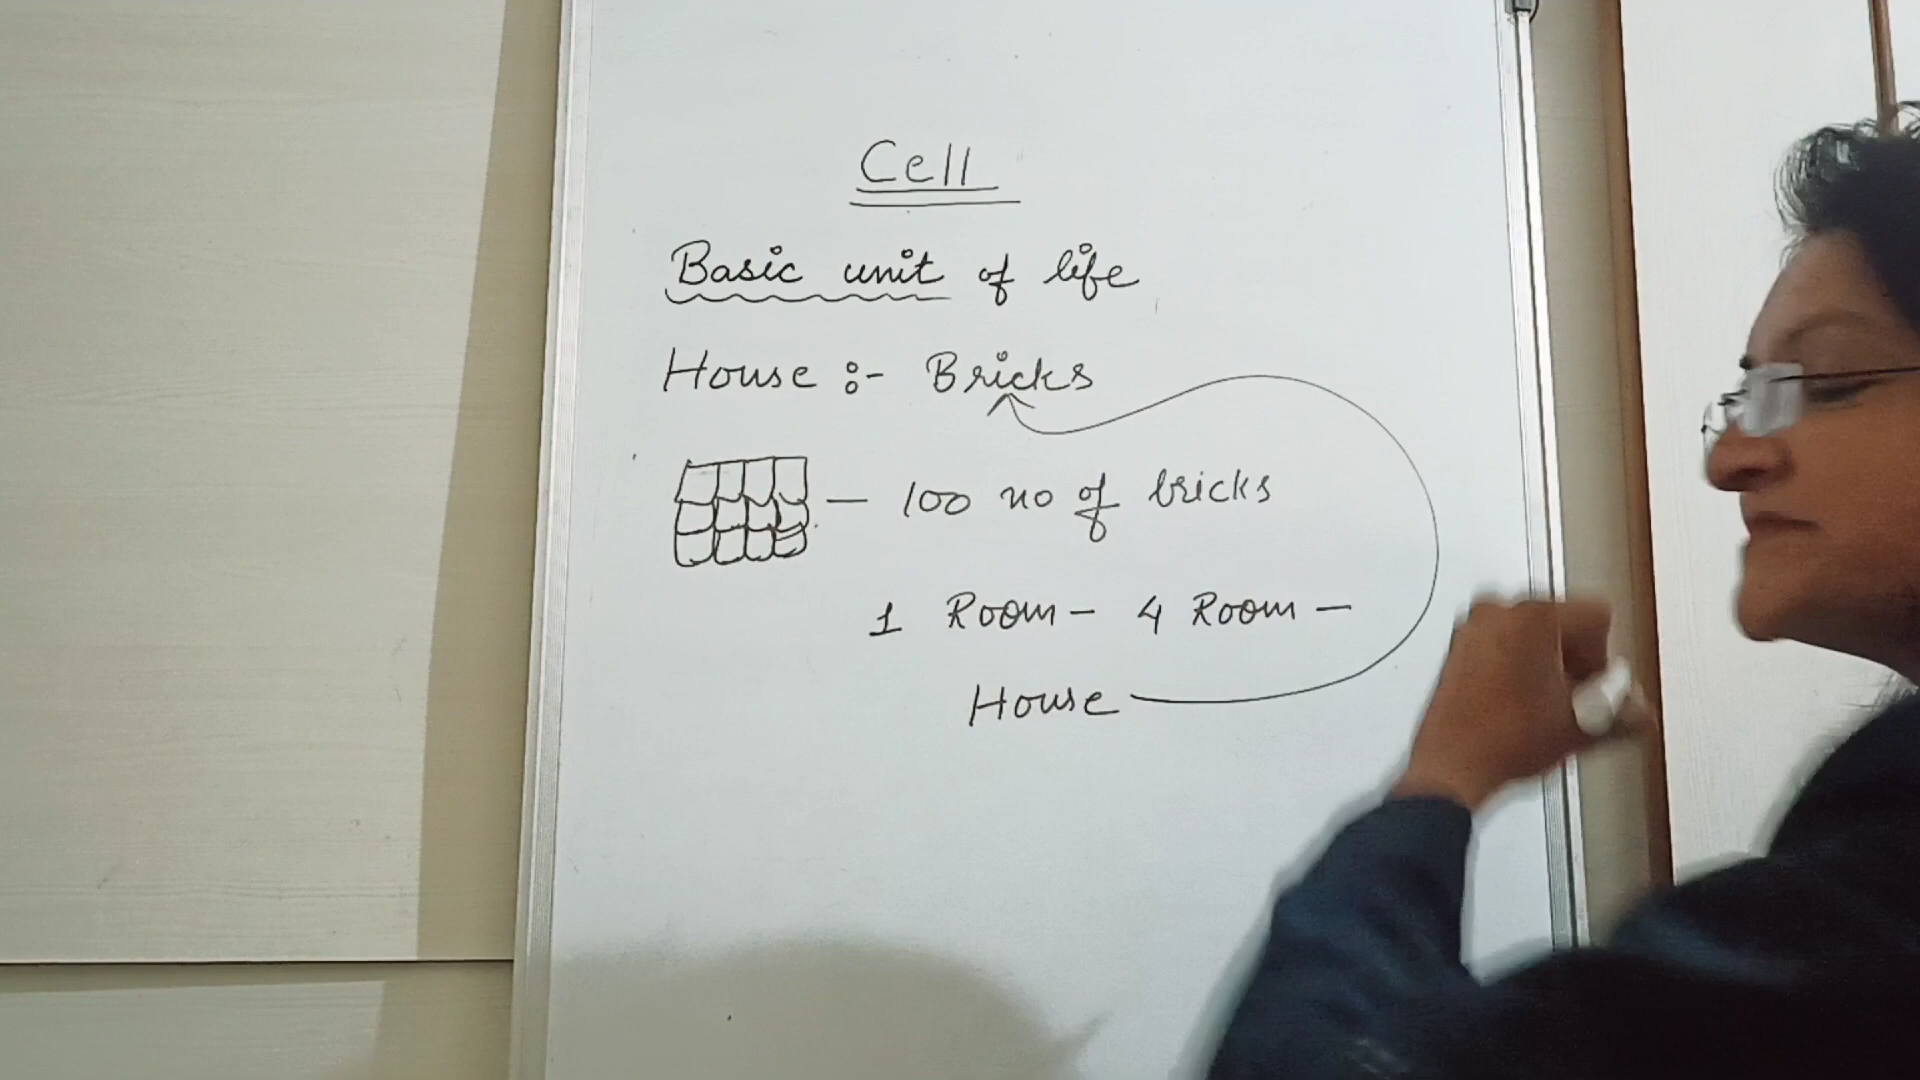 Cell
Basic unit of life
House :- Bricks
— 100 no of bricks
1 Room – 4 Room –
House